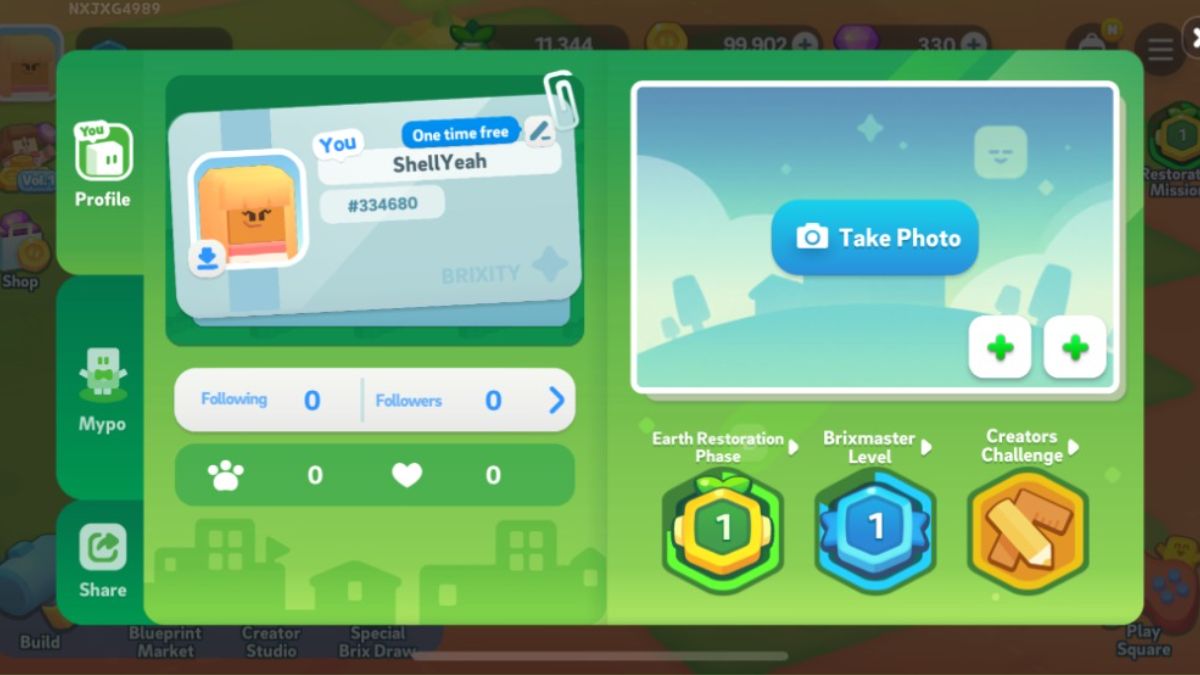 NXJXG4989
11,344
99,902
330
N
You
Profile
One time free
You
ShellYeah
#334680
BRIXITY
Take Photo
Vol.1
Shop
1
Restorat
Missio
Mypo
Following 0
Followers 0
0
0
Earth Restoration
Phase
1
Brixmaster
Level
1
Creators
Challenge
Share
Build
Blueprint
Market
Creator
Studio
Special
Brix Draw
Play
Square